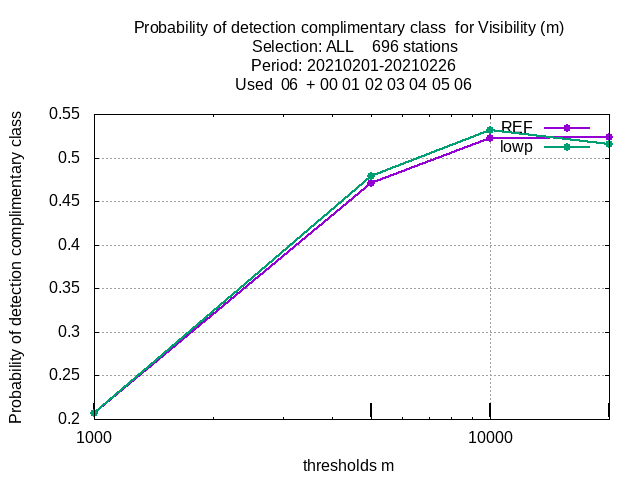 Probability of detection complimentary class  for Visibility (m)
Selection: ALL    696 stations
Period: 20210201-20210226
Used  06  + 00 01 02 03 04 05 06
Probability of detection complimentary class
0.55
0.5
0.45
0.4
0.35
0.3
0.25
0.2
REF
lowp
1000
10000
thresholds m